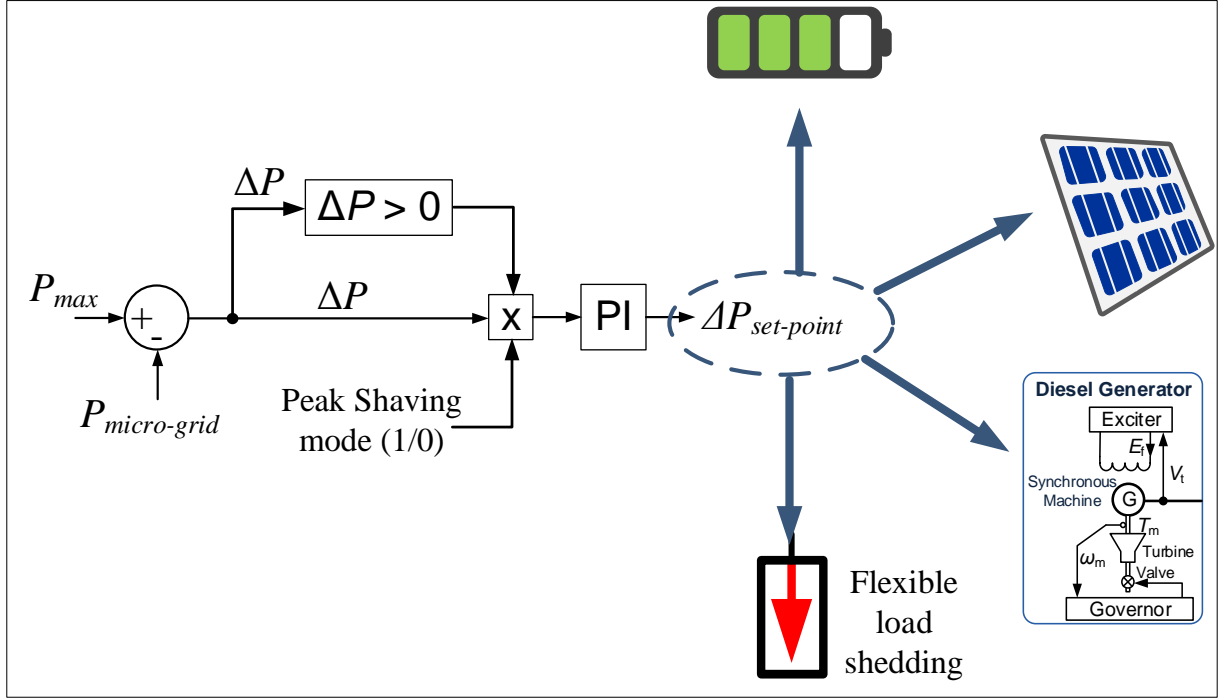 ΔP
ΔP > 0
P_max
+
-
ΔP
x
PI
ΔP_set-point
P_micro-grid
Peak Shaving
mode (1/0)
Flexible
load
shedding
Diesel Generator
Exciter
E_f
V_t
Synchronous
Machine
G
T_m
Turbine
ω_m
Valve
Governor